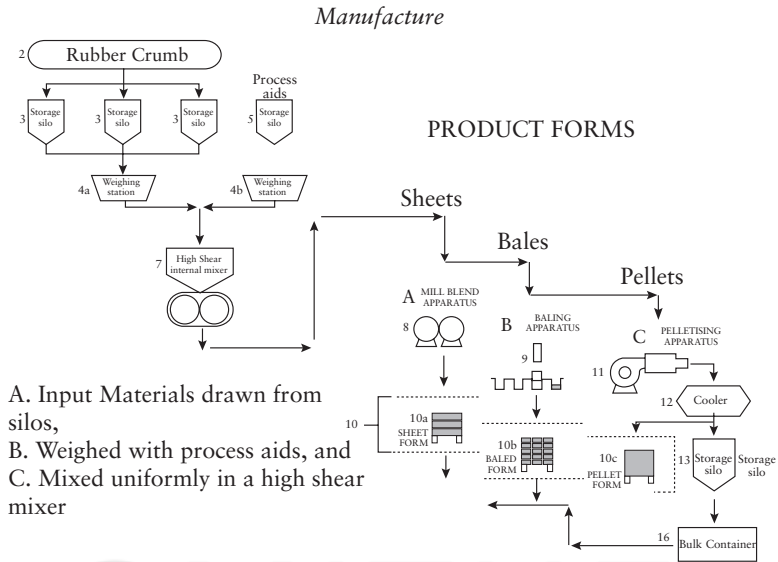 Manufacture
2
Rubber Crumb
Process
aids
3
Storage
silo
3
Storage
silo
3
Storage
silo
5
Storage
silo
PRODUCT FORMS
4a
Weighing
station
4b
Weighing
station
Sheets
Bales
Pellets
7
High Shear
internal mixer
A
MILL BLEND
APPARATUS
8
B
BALING
APPARATUS
9
C
PELLETISING
APPARATUS
11
12
Cooler
A. Input Materials drawn from
silos,
B. Weighed with process aids, and
C. Mixed uniformly in a high shear
mixer
10
10a
SHEET
FORM
10b
BALED
FORM
10c
PELLET
FORM
13
Storage
silo
Storage
silo
16
Bulk Container